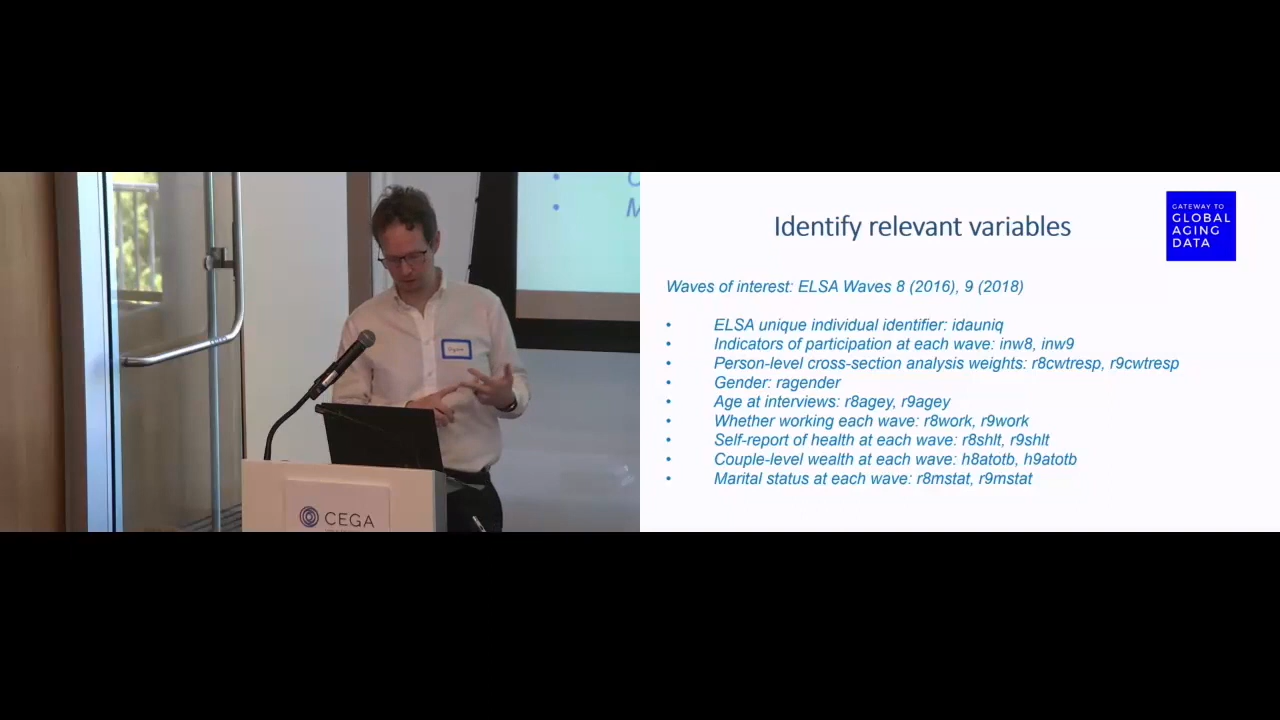 Identify relevant variables
GATEWAY TO
GLOBAL
AGING
DATA
Waves of interest: ELSA Waves 8 (2016), 9 (2018)
• ELSA unique individual identifier: idauniq
• Indicators of participation at each wave: inw8, inw9
• Person-level cross-section analysis weights: r8cwtresp, r9cwtresp
• Gender: ragender
• Age at interviews: r8agey, r9agey
• Whether working each wave: r8work, r9work
• Self-report of health at each wave: r8shlt, r9shlt
• Couple-level wealth at each wave: h8atotb, h9atotb
• Marital status at each wave: r8mstat, r9mstat
CEGA